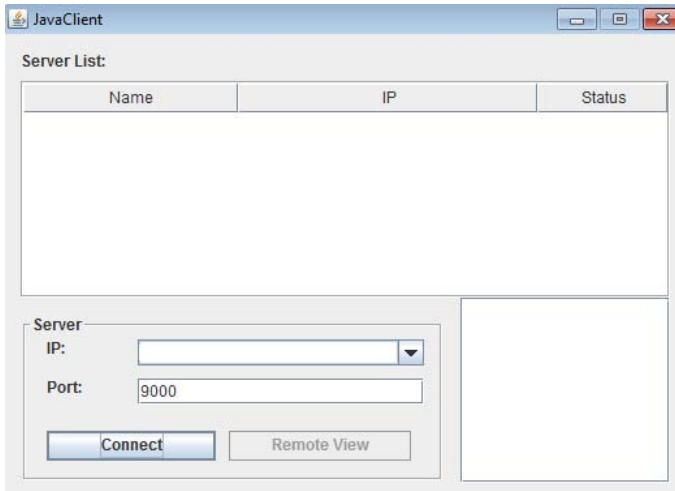 JavaClient
Server List:
Name IP Status
Server
IP:
Port: 9000
Connect Remote View